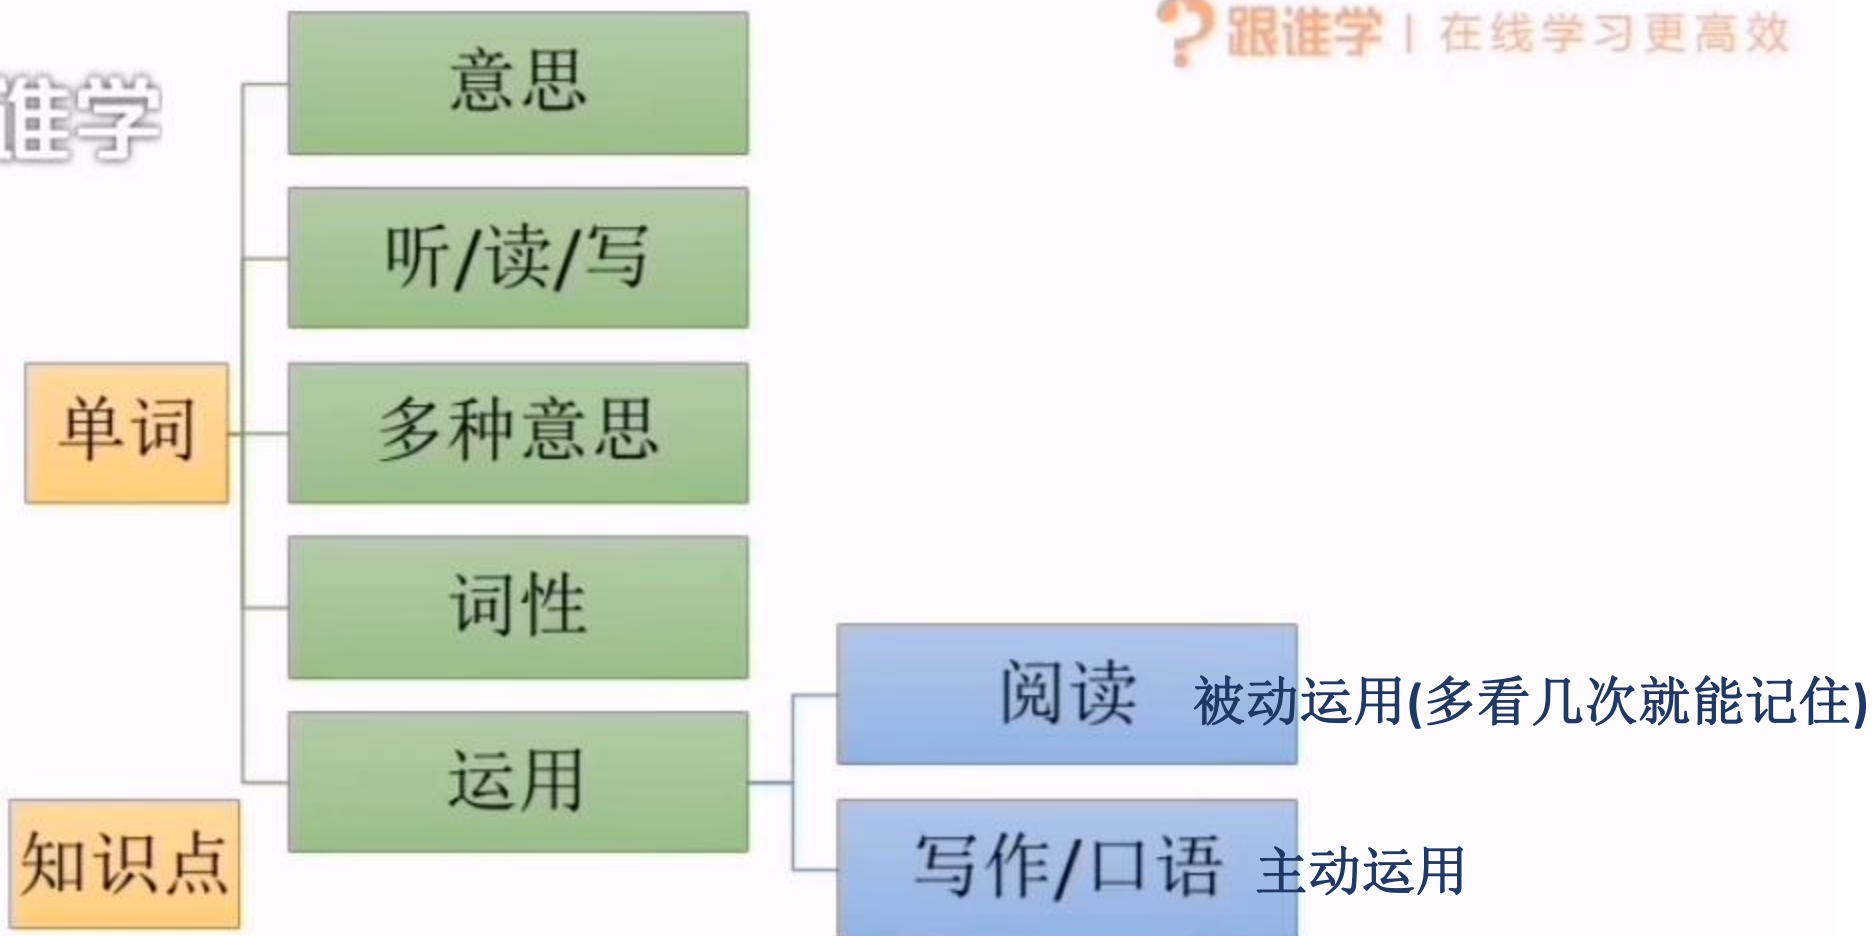 跟谁学 | 在线学习更高效
谁学
意思
听/读/写
单词
多种意思
词性
运用
阅读
被动运用(多看几次就能记住)
写作/口语
主动运用
知识点